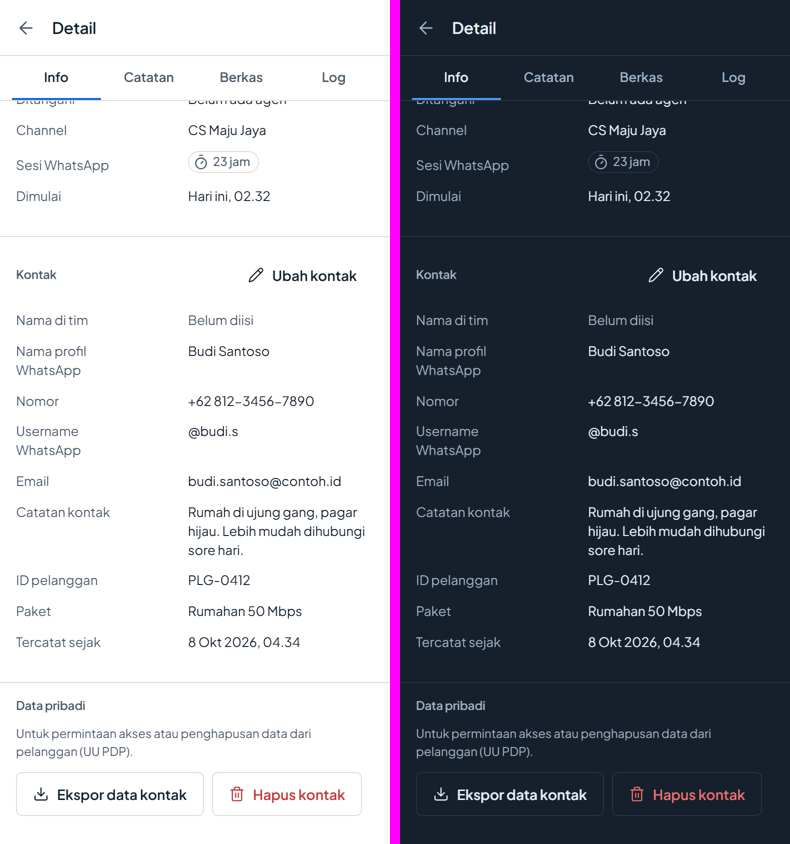 Detail
Info Catatan Berkas Log
Ditangani Belum ada agen
Channel CS Maju Jaya
Sesi WhatsApp 23 jam
Dimulai Hari ini, 02.32
Kontak Ubah kontak
Nama di tim Belum diisi
Nama profil WhatsApp Budi Santoso
Nomor +62 812-3456-7890
Username WhatsApp @budi.s
Email budi.santoso@contoh.id
Catatan kontak Rumah di ujung gang, pagar
hijau. Lebih mudah dihubungi
sore hari.
ID pelanggan PLG-0412
Paket Rumahan 50 Mbps
Tercatat sejak 8 Okt 2026, 04.34
Data pribadi
Untuk permintaan akses atau penghapusan data dari
pelanggan (UU PDP).
Ekspor data kontak Hapus kontak
Detail
Info Catatan Berkas Log
Ditangani Belum ada agen
Channel CS Maju Jaya
Sesi WhatsApp 23 jam
Dimulai Hari ini, 02.32
Kontak Ubah kontak
Nama di tim Belum diisi
Nama profil WhatsApp Budi Santoso
Nomor +62 812-3456-7890
Username WhatsApp @budi.s
Email budi.santoso@contoh.id
Catatan kontak Rumah di ujung gang, pagar
hijau. Lebih mudah dihubungi
sore hari.
ID pelanggan PLG-0412
Paket Rumahan 50 Mbps
Tercatat sejak 8 Okt 2026, 04.34
Data pribadi
Untuk permintaan akses atau penghapusan data dari
pelanggan (UU PDP).
Ekspor data kontak Hapus kontak